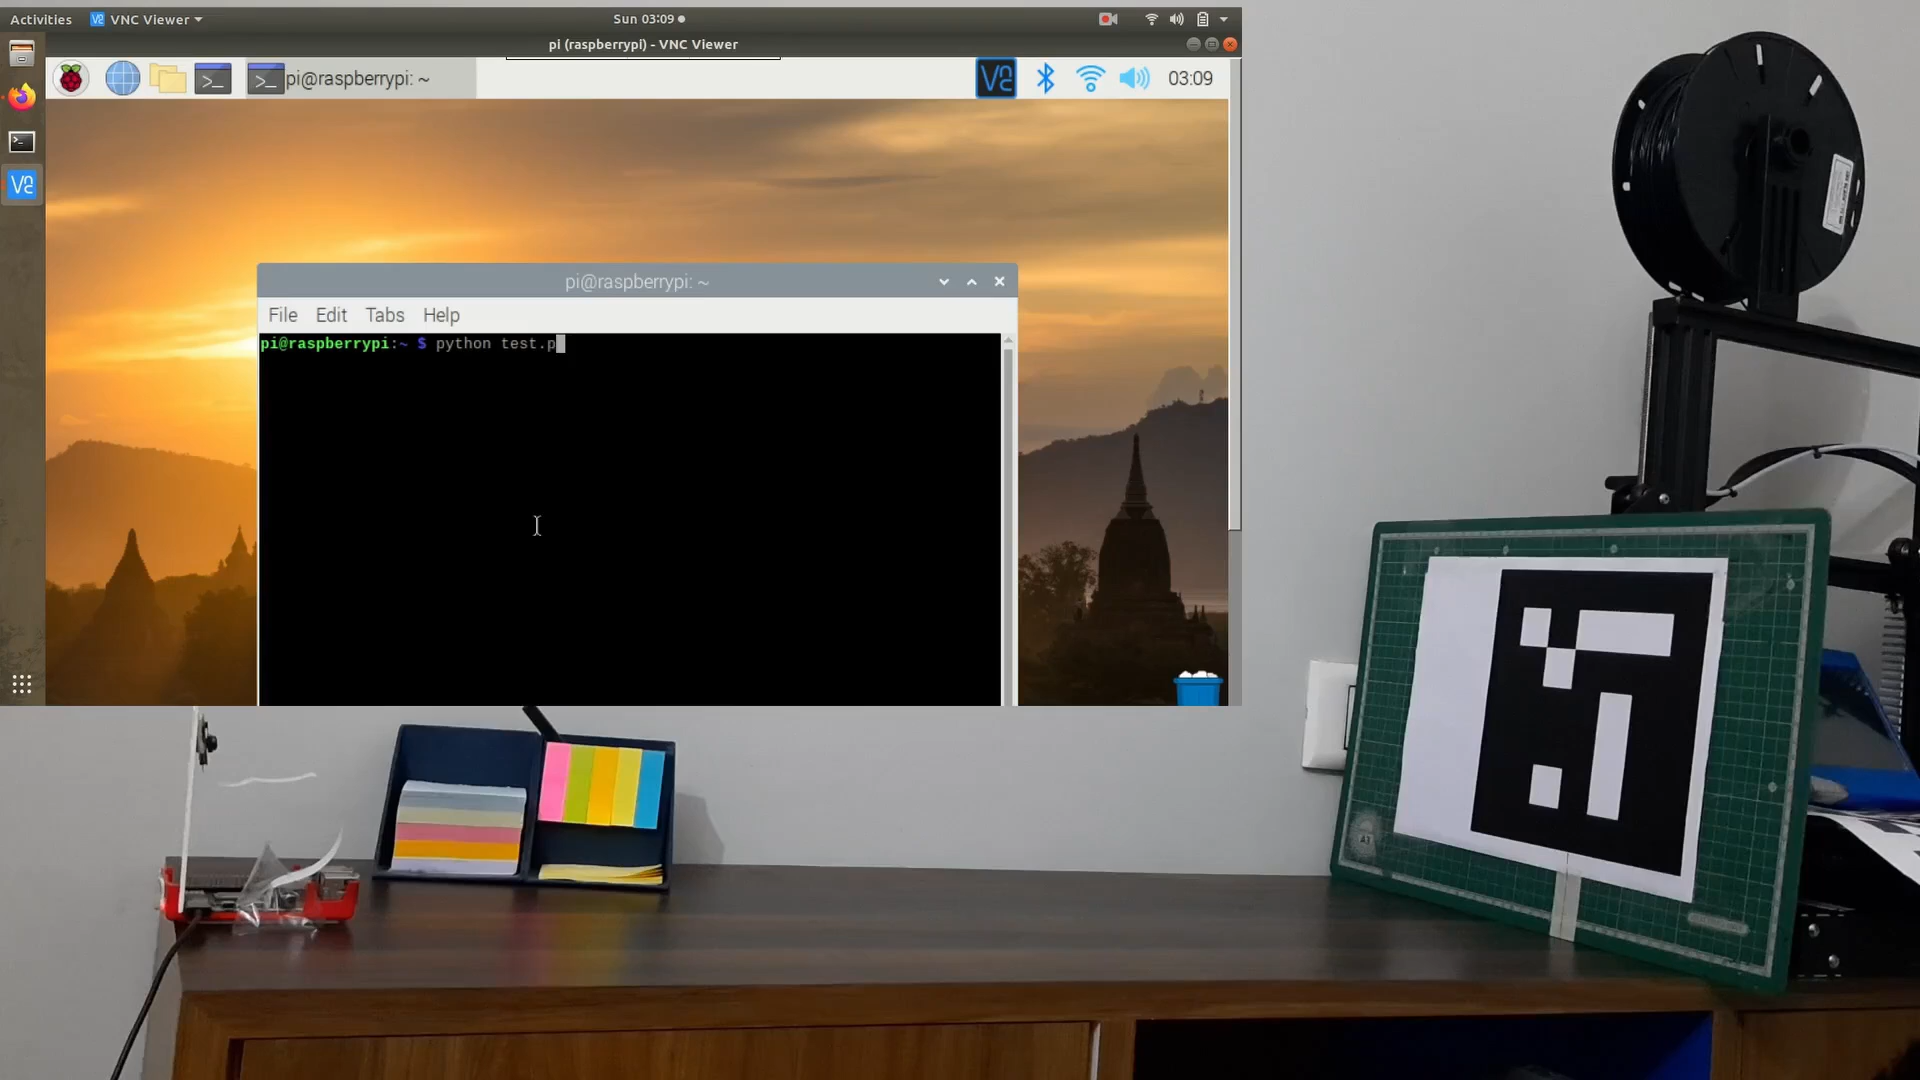 Activities VNC Viewer Sun 03:09
pi (raspberrypi) - VNC Viewer
pi@raspberrypi: ~ 03:09
pi@raspberrypi: ~
File Edit Tabs Help
pi@raspberrypi:~ $ python test.p